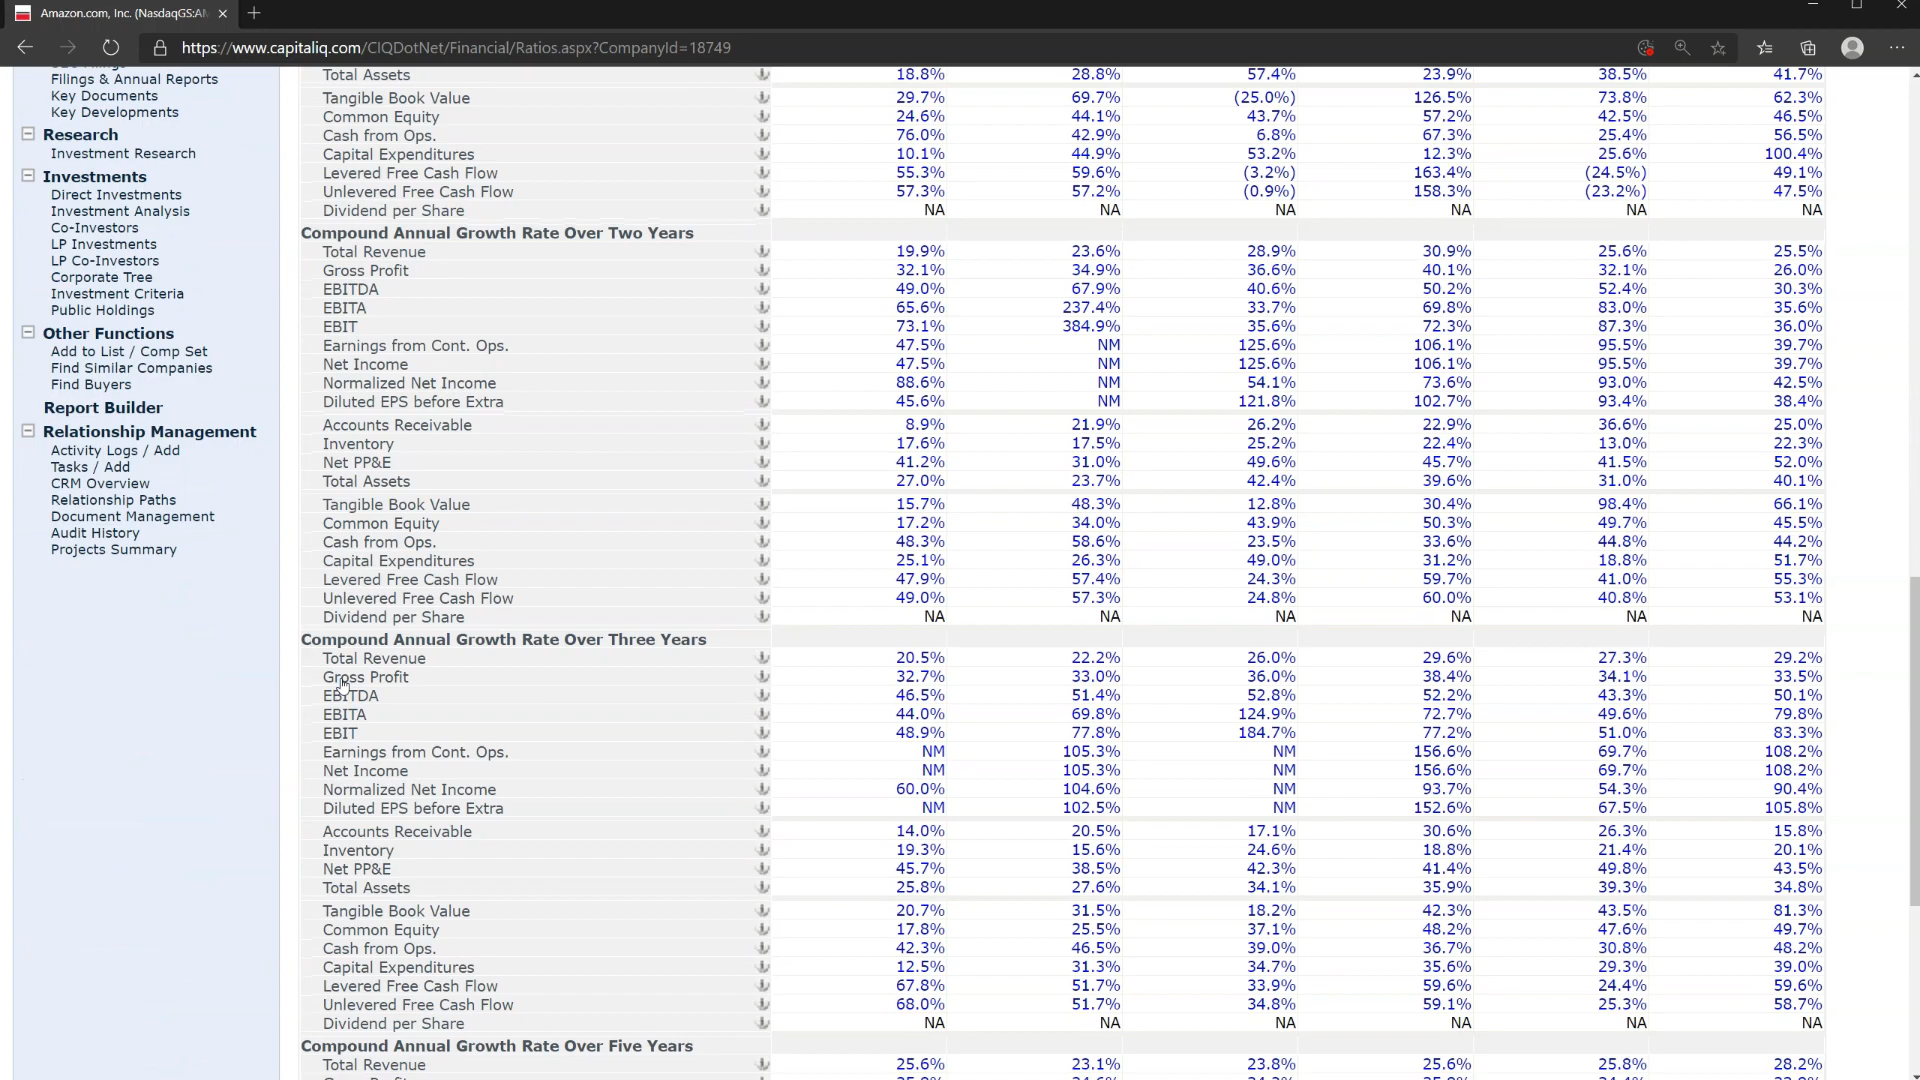 Amazon.com, Inc. (NasdaqGS:AM
https://www.capitaliq.com/CIQDotNet/Financial/Ratios.aspx?CompanyId=18749
Filings & Annual Reports
Key Documents
Key Developments
Research
Investment Research
Investments
Direct Investments
Investment Analysis
Co-Investors
LP Investments
LP Co-Investors
Corporate Tree
Investment Criteria
Public Holdings
Other Functions
Add to List / Comp Set
Find Similar Companies
Find Buyers
Report Builder
Relationship Management
Activity Logs / Add
Tasks / Add
CRM Overview
Relationship Paths
Document Management
Audit History
Projects Summary
Total Assets 18.8% 28.8% 57.4% 23.9% 38.5% 41.7%
Tangible Book Value 29.7% 69.7% (25.0%) 126.5% 73.8% 62.3%
Common Equity 24.6% 44.1% 43.7% 57.2% 42.5% 46.5%
Cash from Ops. 76.0% 42.9% 6.8% 67.3% 25.4% 56.5%
Capital Expenditures 10.1% 44.9% 53.2% 12.3% 25.6% 100.4%
Levered Free Cash Flow 55.3% 59.6% (3.2%) 163.4% (24.5%) 49.1%
Unlevered Free Cash Flow 57.3% 57.2% (0.9%) 158.3% (23.2%) 47.5%
Dividend per Share NA NA NA NA NA NA
Compound Annual Growth Rate Over Two Years
Total Revenue 19.9% 23.6% 28.9% 30.9% 25.6% 25.5%
Gross Profit 32.1% 34.9% 36.6% 40.1% 32.1% 26.0%
EBITDA 49.0% 67.9% 40.6% 50.2% 52.4% 30.3%
EBITA 65.6% 237.4% 33.7% 69.8% 83.0% 35.6%
EBIT 73.1% 384.9% 35.6% 72.3% 87.3% 36.0%
Earnings from Cont. Ops. 47.5% NM 125.6% 106.1% 95.5% 39.7%
Net Income 47.5% NM 125.6% 106.1% 95.5% 39.7%
Normalized Net Income 88.6% NM 54.1% 73.6% 93.0% 42.5%
Diluted EPS before Extra 45.6% NM 121.8% 102.7% 93.4% 38.4%
Accounts Receivable 8.9% 21.9% 26.2% 22.9% 36.6% 25.0%
Inventory 17.6% 17.5% 25.2% 22.4% 13.0% 22.3%
Net PP&E 41.2% 31.0% 49.6% 45.7% 41.5% 52.0%
Total Assets 27.0% 23.7% 42.4% 39.6% 31.0% 40.1%
Tangible Book Value 15.7% 48.3% 12.8% 30.4% 98.4% 66.1%
Common Equity 17.2% 34.0% 43.9% 50.3% 49.7% 45.5%
Cash from Ops. 48.3% 58.6% 23.5% 33.6% 44.8% 44.2%
Capital Expenditures 25.1% 26.3% 49.0% 31.2% 18.8% 51.7%
Levered Free Cash Flow 47.9% 57.4% 24.3% 59.7% 41.0% 55.3%
Unlevered Free Cash Flow 49.0% 57.3% 24.8% 60.0% 40.8% 53.1%
Dividend per Share NA NA NA NA NA NA
Compound Annual Growth Rate Over Three Years
Total Revenue 20.5% 22.2% 26.0% 29.6% 27.3% 29.2%
Gross Profit 32.7% 33.0% 36.0% 38.4% 34.1% 33.5%
EBITDA 46.5% 51.4% 52.8% 52.2% 43.3% 50.1%
EBITA 44.0% 69.8% 124.9% 72.7% 49.6% 79.8%
EBIT 48.9% 77.8% 184.7% 77.2% 51.0% 83.3%
Earnings from Cont. Ops. NM 105.3% NM 156.6% 69.7% 108.2%
Net Income NM 105.3% NM 156.6% 69.7% 108.2%
Normalized Net Income 60.0% 104.6% NM 93.7% 54.3% 90.4%
Diluted EPS before Extra NM 102.5% NM 152.6% 67.5% 105.8%
Accounts Receivable 14.0% 20.5% 17.1% 30.6% 26.3% 15.8%
Inventory 19.3% 15.6% 24.6% 18.8% 21.4% 20.1%
Net PP&E 45.7% 38.5% 42.3% 41.4% 49.8% 43.5%
Total Assets 25.8% 27.6% 34.1% 35.9% 39.3% 34.8%
Tangible Book Value 20.7% 31.5% 18.2% 42.3% 43.5% 81.3%
Common Equity 17.8% 25.5% 37.1% 48.2% 47.6% 49.7%
Cash from Ops. 42.3% 46.5% 39.0% 36.7% 30.8% 48.2%
Capital Expenditures 12.5% 31.3% 34.7% 35.6% 29.3% 39.0%
Levered Free Cash Flow 67.8% 51.7% 33.9% 59.6% 24.4% 59.6%
Unlevered Free Cash Flow 68.0% 51.7% 34.8% 59.1% 25.3% 58.7%
Dividend per Share NA NA NA NA NA NA
Compound Annual Growth Rate Over Five Years
Total Revenue 25.6% 23.1% 23.8% 25.6% 25.8% 28.2%